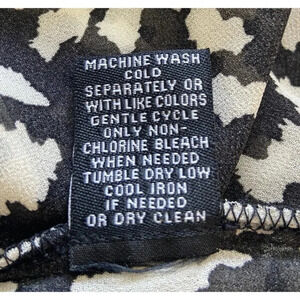 MACHINE WASH
COLD
SEPARATELY OR
WITH LIKE COLORS
GENTLE CYCLE
ONLY NON-
CHLORINE BLEACH
WHEN NEEDED
TUMBLE DRY LOW
COOL IRON
IF NEEDED
OR DRY CLEAN